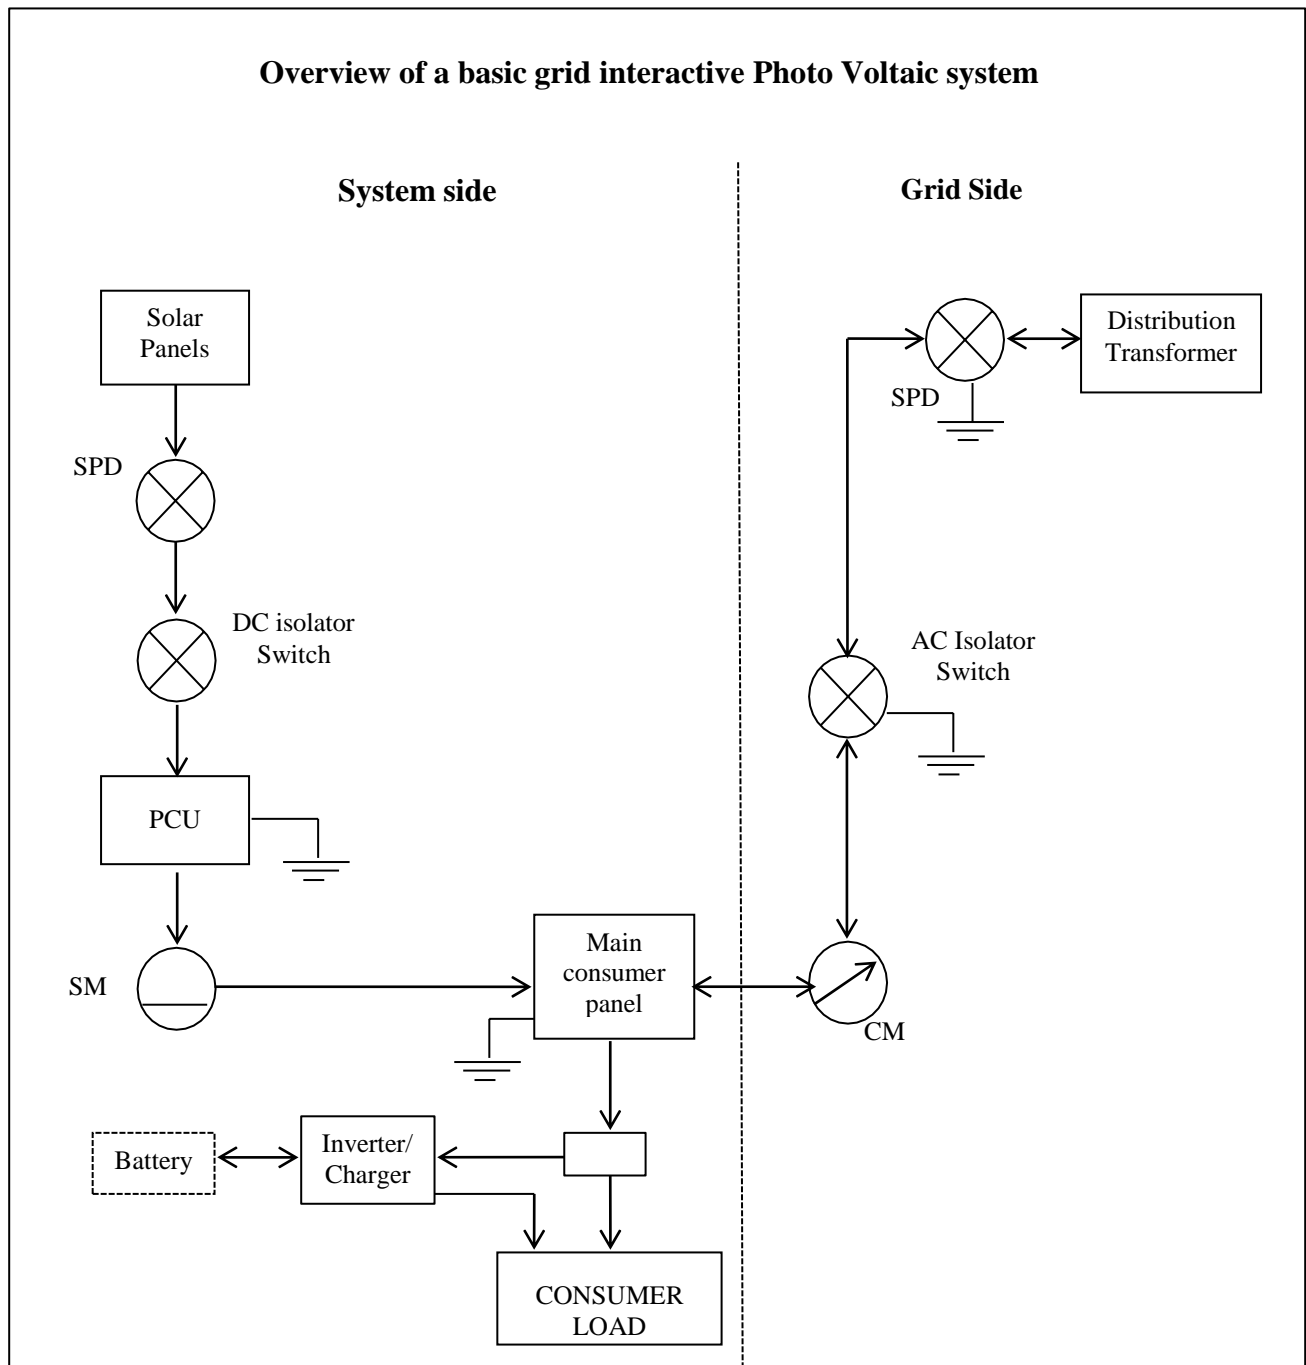 Overview of a basic grid interactive Photo Voltaic system
System side
Grid Side
Solar
Panels
SPD
DC isolator
Switch
PCU
SM
Main
consumer
panel
Battery
Inverter/
Charger
CONSUMER
LOAD
Distribution
Transformer
SPD
AC Isolator
Switch
CM